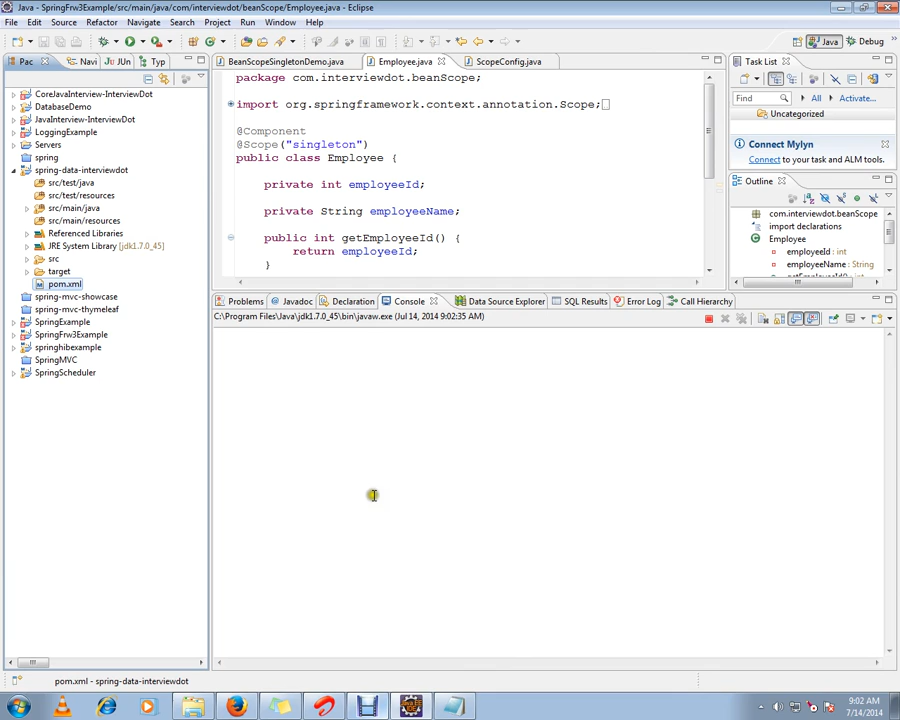 Java - SpringFrw3Example/src/main/java/com/interviewdot/beanScope/Employee.java - Eclipse
File Edit Source Refactor Navigate Search Project Run Window Help
Java Debug
Pac Navi JUn Typ
CoreJavaInterview-InterviewDot
DatabaseDemo
JavaInterview-InterviewDot
LoggingExample
Servers
spring
spring-data-interviewdot
src/test/java
src/test/resources
src/main/java
src/main/resources
Referenced Libraries
JRE System Library [jdk1.7.0_45]
src
target
pom.xml
spring-mvc-showcase
spring-mvc-thymeleaf
SpringExample
SpringFrw3Example
springhibexample
SpringMVC
SpringScheduler
BeanScopeSingletonDemo.java Employee.java ScopeConfig.java
package com.interviewdot.beanScope;
import org.springframework.context.annotation.Scope;
@Component
@Scope("singleton")
public class Employee {
private int employeeId;
private String employeeName;
public int getEmployeeId() {
return employeeId;
}
Task List
Find All Activate...
Uncategorized
Connect Mylyn
Connect to your task and ALM tools.
Outline
com.interviewdot.beanScope
import declarations
Employee
employeeId : int
employeeName : String
Problems Javadoc Declaration Console Data Source Explorer SQL Results Error Log Call Hierarchy
C:\Program Files\Java\jdk1.7.0_45\bin\javaw.exe (Jul 14, 2014 9:02:35 AM)
pom.xml - spring-data-interviewdot
9:02 AM
7/14/2014